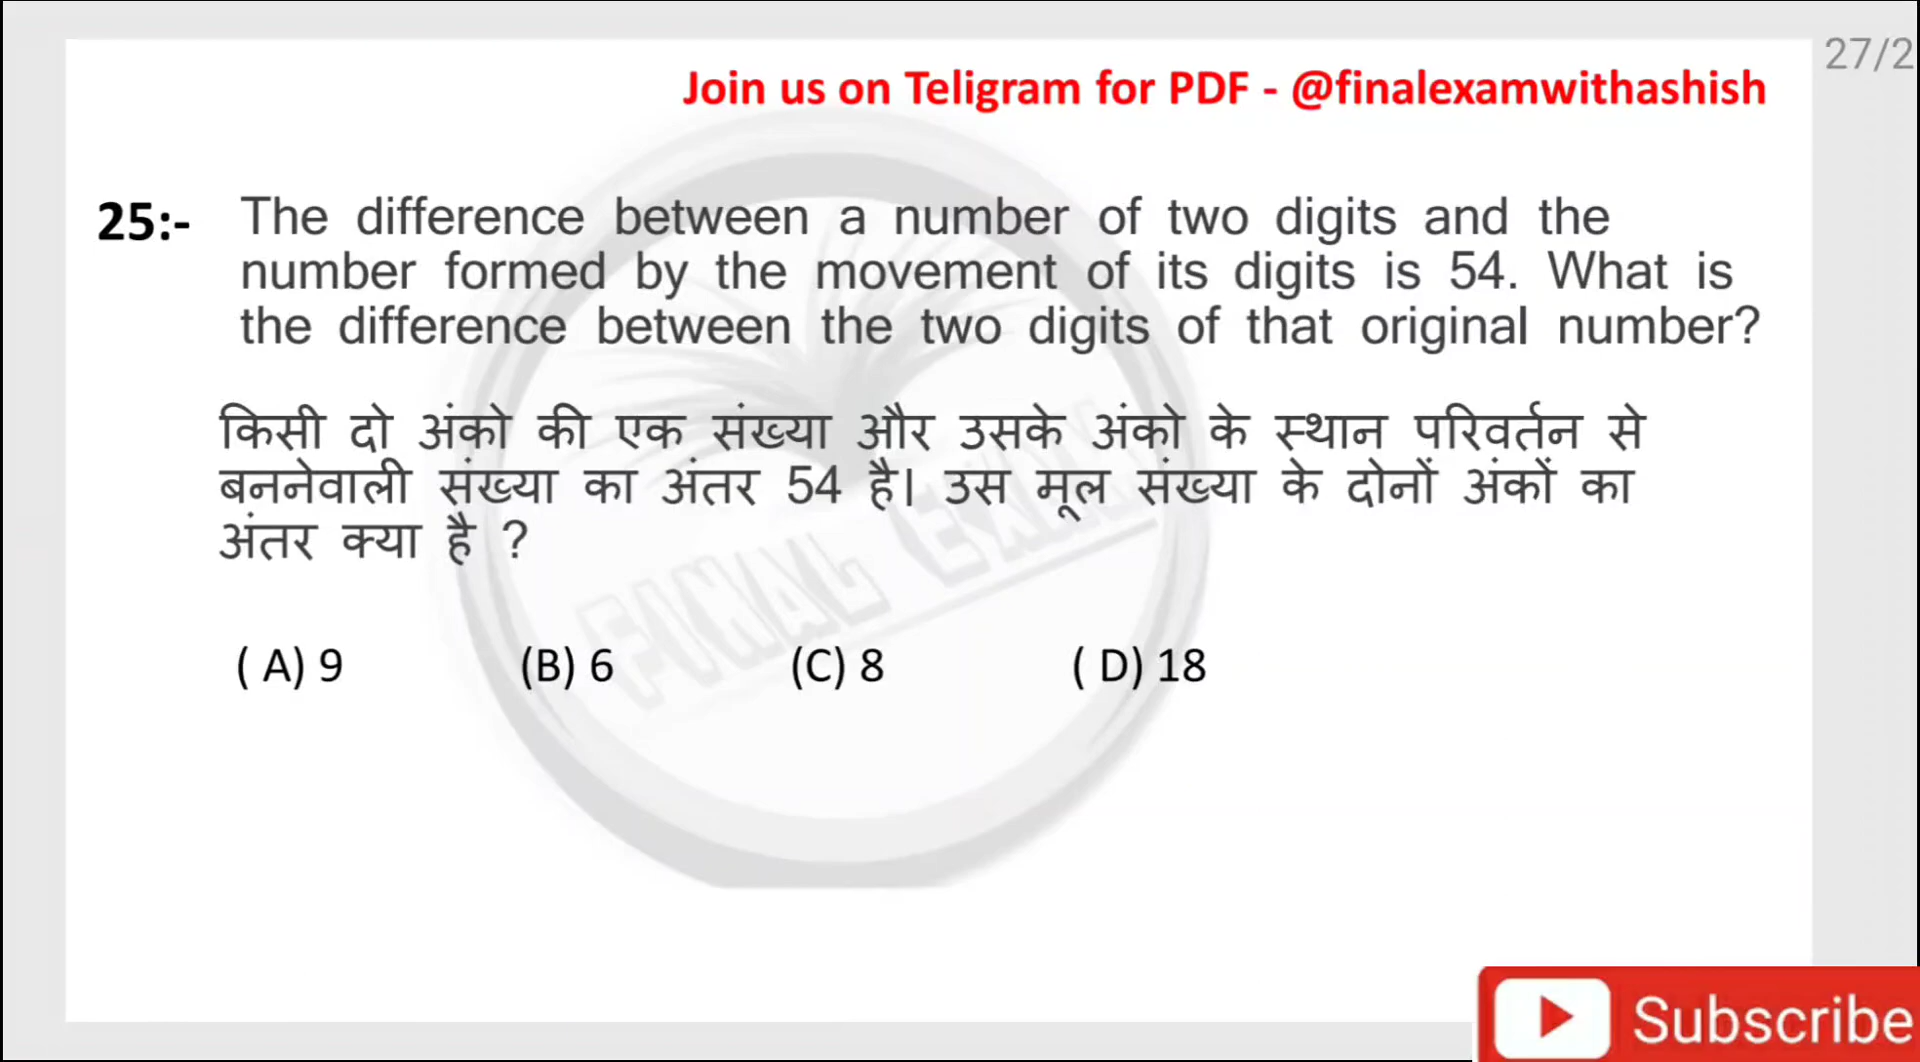 27/2
Join us on Teligram for PDF - @finalexamwithashish
25:- The difference between a number of two digits and the
number formed by the movement of its digits is 54. What is
the difference between the two digits of that original number?
किसी दो अंको की एक संख्या और उसके अंको के स्थान परिवर्तन से
बननेवाली संख्या का अंतर 54 है। उस मूल संख्या के दोनों अंकों का
अंतर क्या है ?
( A) 9 (B) 6 (C) 8 ( D) 18
FINAL EXAM
Subscribe